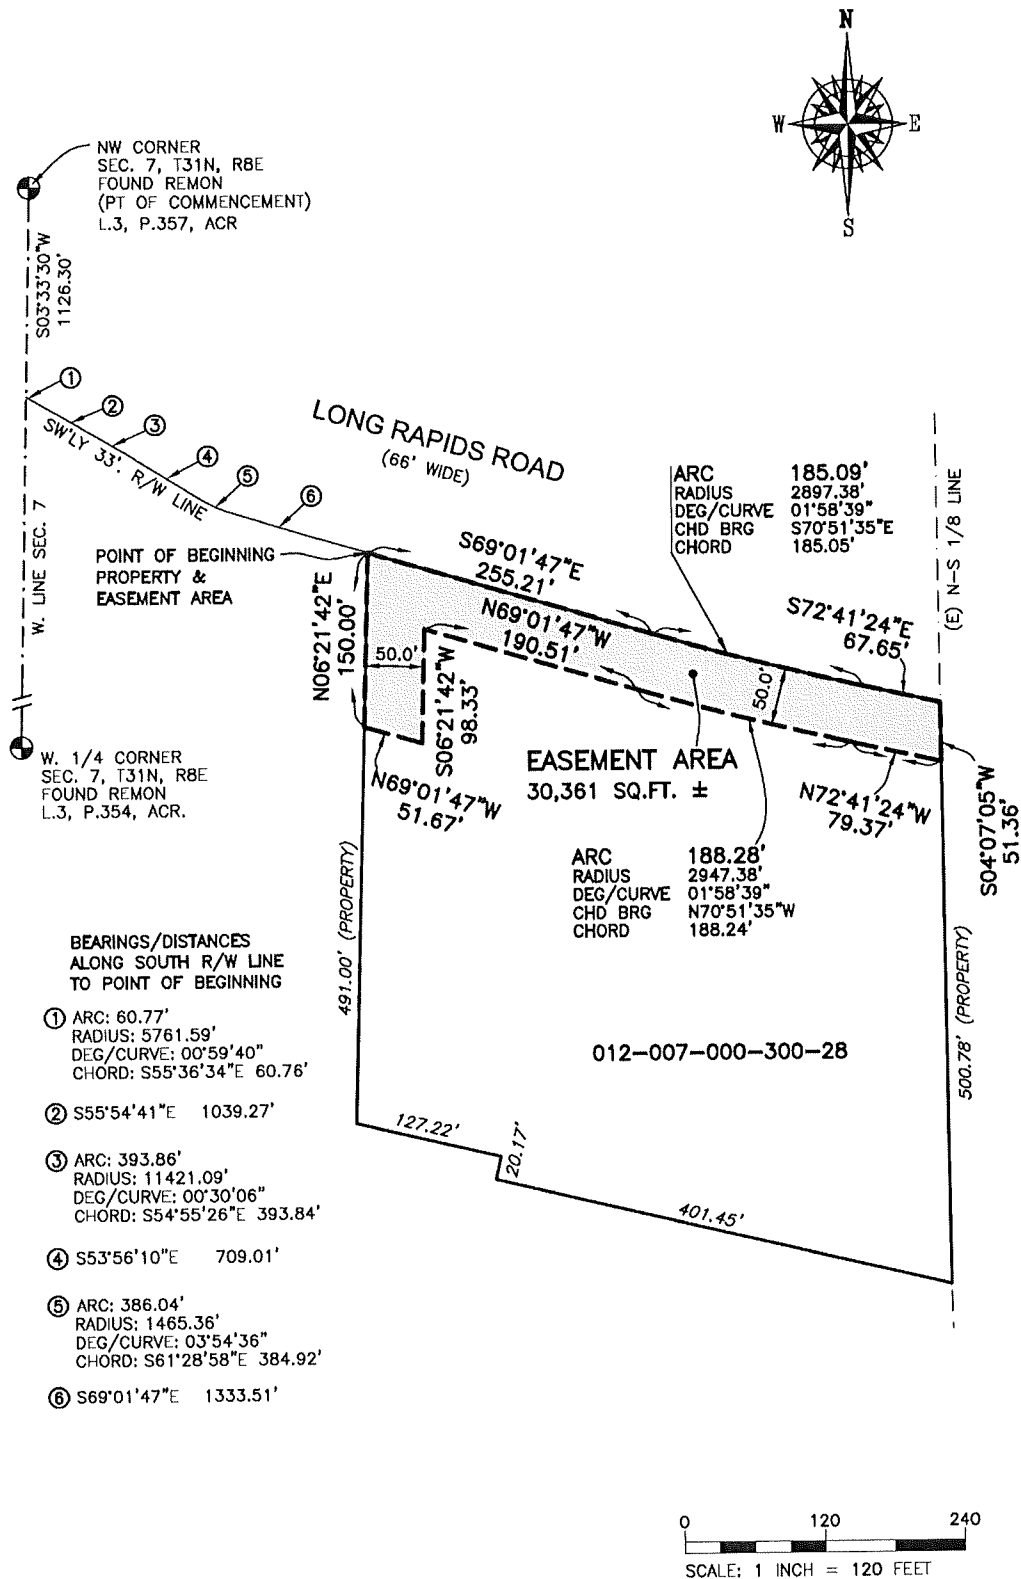 N
W
E
S
NW CORNER
SEC. 7, T31N, R8E
FOUND REMON
(PT OF COMMENCEMENT)
L.3, P.357, ACR
S03°33'30"W
1126.30'
1
2
3
4
5
6
SW'LY 33'. R/W LINE
LONG RAPIDS ROAD
(66' WIDE)
W. LINE SEC. 7
POINT OF BEGINNING
PROPERTY &
EASEMENT AREA
ARC 185.09'
RADIUS 2897.38'
DEG/CURVE 01°58'39"
CHD BRG S70°51'35"E
CHORD 185.05'
(E) N-S 1/8 LINE
S69°01'47"E
255.21'
N69°01'47"W
190.51'
S72°41'24"E
67.65'
N06°21'42"E
150.00'
50.0'
S06°21'42"W
98.33'
50.0'
W. 1/4 CORNER
SEC. 7, T31N, R8E
FOUND REMON
L.3, P.354, ACR.
N69°01'47"W
51.67'
EASEMENT AREA
30,361 SQ.FT. ±
N72°41'24"W
79.37'
S04°07'05"W
51.36'
ARC 188.28'
RADIUS 2947.38'
DEG/CURVE 01°58'39"
CHD BRG N70°51'35"W
CHORD 188.24'
491.00' (PROPERTY)
500.78' (PROPERTY)
BEARINGS/DISTANCES
ALONG SOUTH R/W LINE
TO POINT OF BEGINNING
1 ARC: 60.77'
RADIUS: 5761.59'
DEG/CURVE: 00°59'40"
CHORD: S55°36'34"E 60.76'
2 S55°54'41"E 1039.27'
3 ARC: 393.86'
RADIUS: 11421.09'
DEG/CURVE: 00°30'06"
CHORD: S54°55'26"E 393.84'
4 S53°56'10"E 709.01'
5 ARC: 386.04'
RADIUS: 1465.36'
DEG/CURVE: 03°54'36"
CHORD: S61°28'58"E 384.92'
6 S69°01'47"E 1333.51'
012-007-000-300-28
127.22'
20.17'
401.45'
0 120 240
SCALE: 1 INCH = 120 FEET